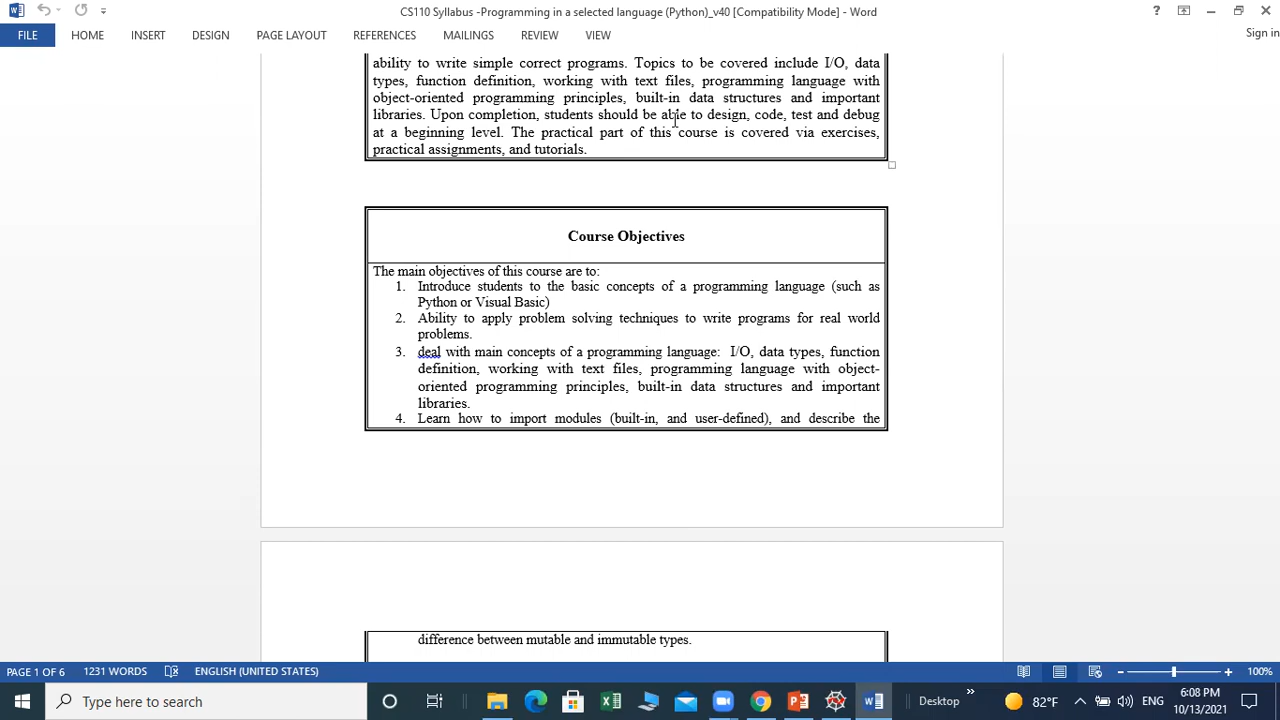 CS110 Syllabus -Programming in a selected language (Python)_v40 [Compatibility Mode] - Word
?
FILE HOME INSERT DESIGN PAGE LAYOUT REFERENCES MAILINGS REVIEW VIEW
Sign in
ability to write simple correct programs. Topics to be covered include I/O, data
types, function definition, working with text files, programming language with
object-oriented programming principles, built-in data structures and important
libraries. Upon completion, students should be able to design, code, test and debug
at a beginning level. The practical part of this course is covered via exercises,
practical assignments, and tutorials.
Course Objectives
The main objectives of this course are to:
1. Introduce students to the basic concepts of a programming language (such as
Python or Visual Basic)
2. Ability to apply problem solving techniques to write programs for real world
problems.
3. deal with main concepts of a programming language: I/O, data types, function
definition, working with text files, programming language with object-
oriented programming principles, built-in data structures and important
libraries.
4. Learn how to import modules (built-in, and user-defined), and describe the
difference between mutable and immutable types.
PAGE 1 OF 6 1231 WORDS ENGLISH (UNITED STATES) 100%
Type here to search
Desktop
82°F
ENG
6:08 PM
10/13/2021